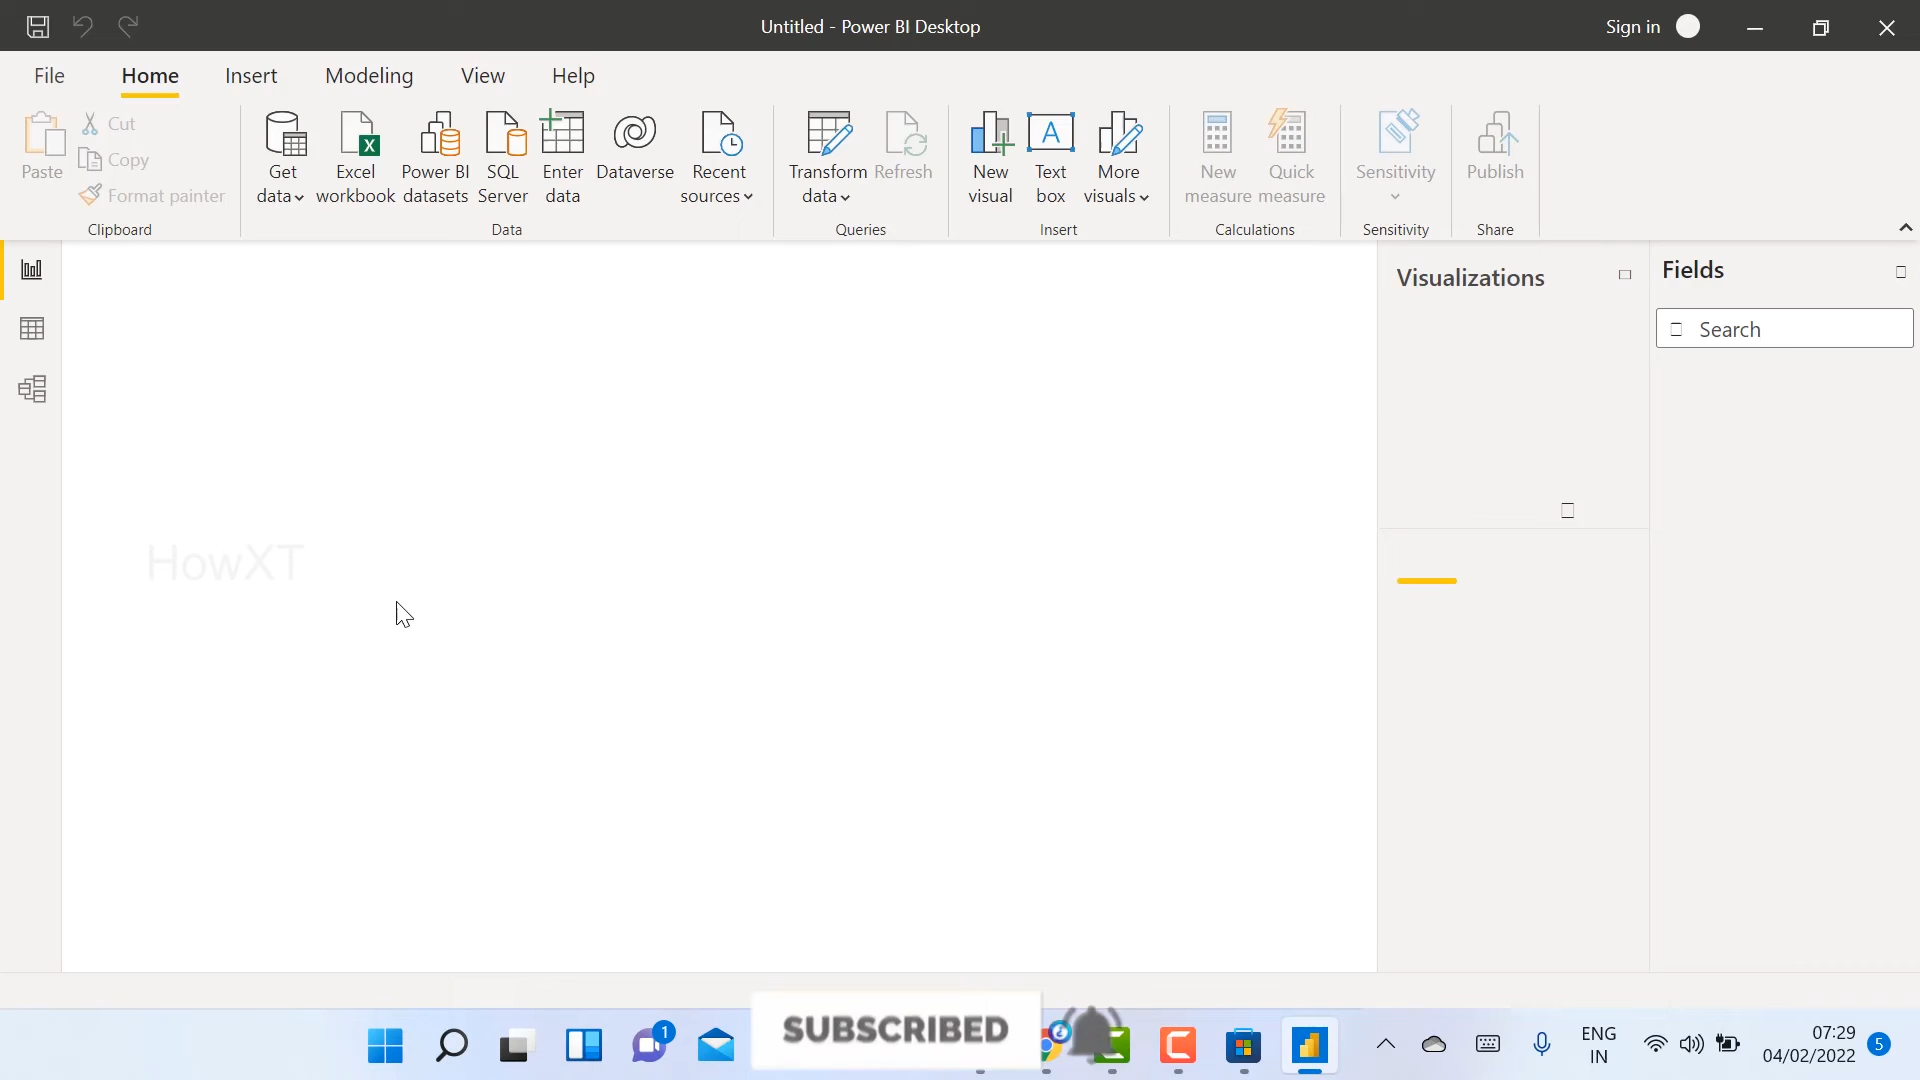 Untitled - Power BI Desktop
Sign in
File Home Insert Modeling View Help
Paste
Cut
Copy
Format painter
Clipboard
Get data
Excel workbook
Power BI datasets
SQL Server
Enter data
Dataverse
Recent sources
Data
Transform data
Refresh
Queries
New visual
Text box
More visuals
Insert
New measure
Quick measure
Calculations
Sensitivity
Sensitivity
Publish
Share
Visualizations
Fields
Search
HowXT
SUBSCRIBED
1
ENG
IN
07:29
04/02/2022
5